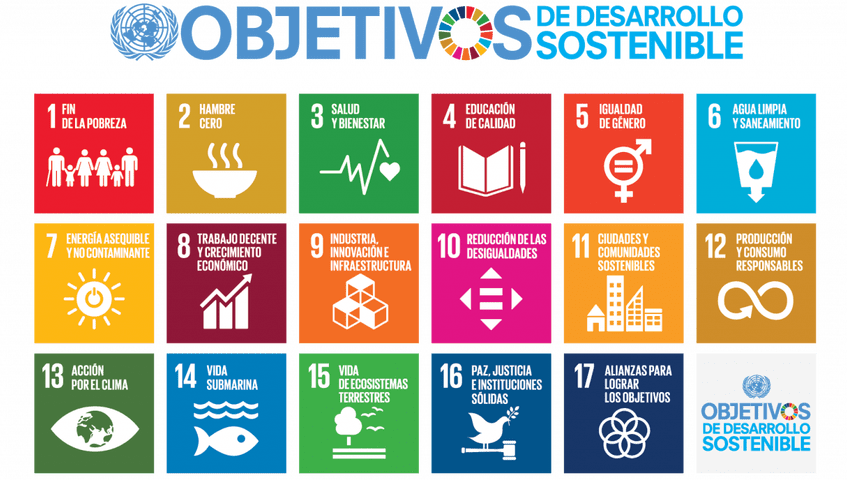 OBJETIVOS DE DESARROLLO
SOSTENIBLE
1 FIN
DE LA POBREZA
2 HAMBRE
CERO
3 SALUD
Y BIENESTAR
4 EDUCACIÓN
DE CALIDAD
5 IGUALDAD
DE GÉNERO
6 AGUA LIMPIA
Y SANEAMIENTO
7 ENERGÍA ASEQUIBLE
Y NO CONTAMINANTE
8 TRABAJO DECENTE
Y CRECIMIENTO
ECONÓMICO
9 INDUSTRIA,
INNOVACIÓN E
INFRAESTRUCTURA
10 REDUCCIÓN DE LAS
DESIGUALDADES
11 CIUDADES Y
COMUNIDADES
SOSTENIBLES
12 PRODUCCIÓN
Y CONSUMO
RESPONSABLES
13 ACCIÓN
POR EL CLIMA
14 VIDA
SUBMARINA
15 VIDA
DE ECOSISTEMAS
TERRESTRES
16 PAZ, JUSTICIA
E INSTITUCIONES
SÓLIDAS
17 ALIANZAS PARA
LOGRAR
LOS OBJETIVOS
OBJETIVOS
DE DESARROLLO
SOSTENIBLE